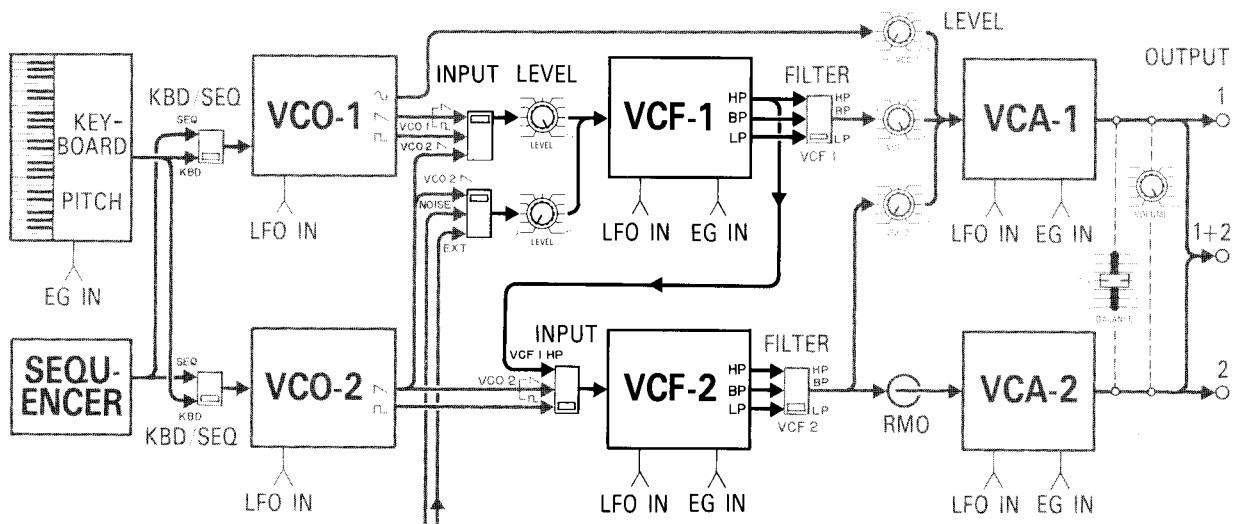 LEVEL
INPUT LEVEL
FILTER
OUTPUT
KBD/SEQ
VCO-1
VCF-1
VCA-1
1
HP
BP
LP
HP
BP
LP
KEY-
BOARD
PITCH
SEQ
KBD
VCO 1
VCO 2
LEVEL
VCF 1
VCO 2
NOISE
EXT
LEVEL
VOLUME
LFO IN
LFO IN
EG IN
LFO IN
EG IN
1+2
EG IN
BALANCE
INPUT
FILTER
SEQU-
ENCER
SEQ
KBD
KBD/SEQ
VCO-2
VCF 1 HP
VCO 2
VCF-2
HP
BP
LP
HP
BP
LP
VCF 2
RMO
VCA-2
2
LFO IN
LFO IN
EG IN
LFO IN
EG IN